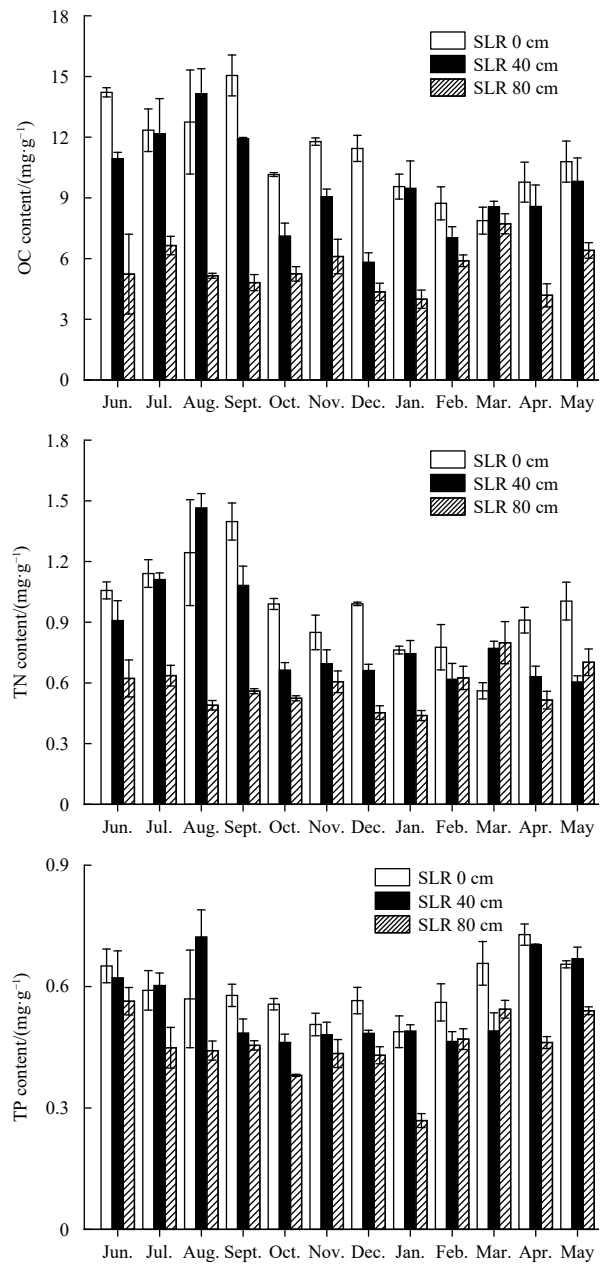 SLR 0 cm
SLR 40 cm
SLR 80 cm
OC content/(mg·g⁻¹)
15
12
9
6
3
0
Jun. Jul. Aug. Sept. Oct. Nov. Dec. Jan. Feb. Mar. Apr. May
SLR 0 cm
SLR 40 cm
SLR 80 cm
TN content/(mg·g⁻¹)
1.8
1.5
1.2
0.9
0.6
0.3
0
Jun. Jul. Aug. Sept. Oct. Nov. Dec. Jan. Feb. Mar. Apr. May
SLR 0 cm
SLR 40 cm
SLR 80 cm
TP content/(mg·g⁻¹)
0.9
0.6
0.3
0
Jun. Jul. Aug. Sept. Oct. Nov. Dec. Jan. Feb. Mar. Apr. May